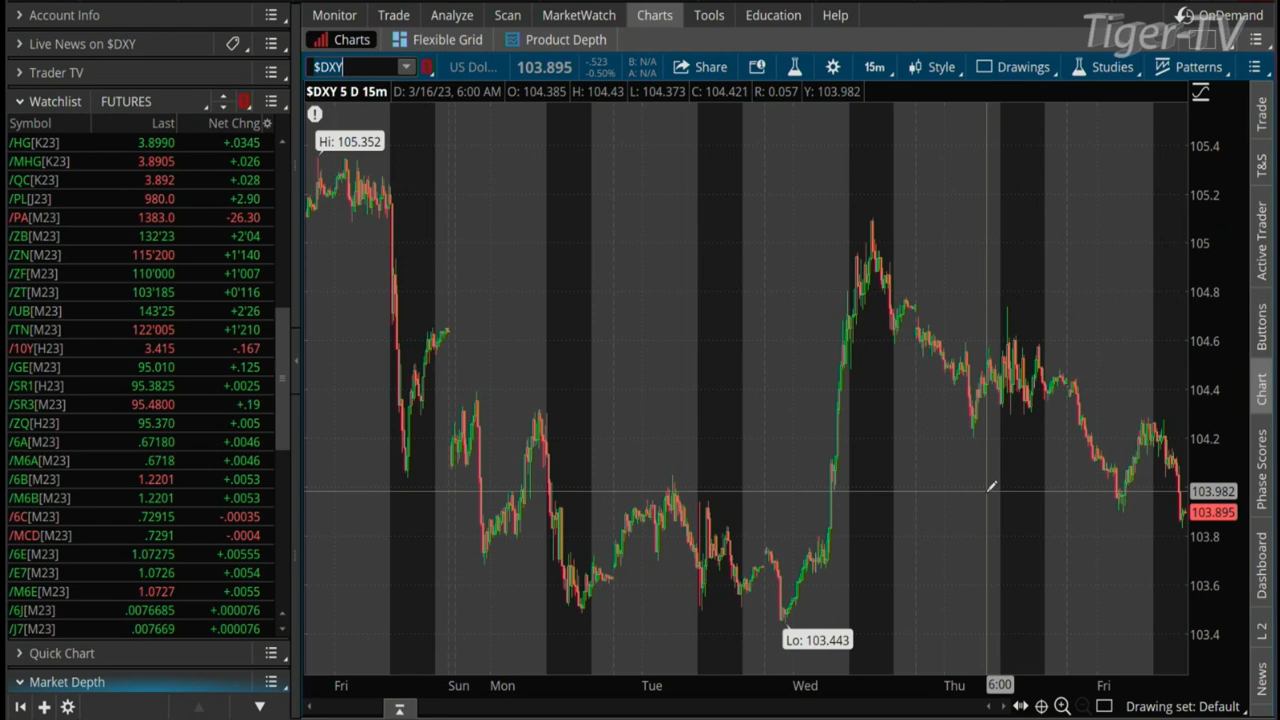 Account Info
Live News on $DXY
Trader TV
Watchlist FUTURES
Symbol Last Net Chng
/HG[K23] 3.8990 +.0345
/MHG[K23] 3.8905 +.026
/QC[K23] 3.892 +.028
/PL[J23] 980.0 +2.90
/PA[M23] 1383.0 -26.30
/ZB[M23] 132'23 +2'04
/ZN[M23] 115'200 +1'140
/ZF[M23] 110'000 +1'007
/ZT[M23] 103'185 +0'116
/UB[M23] 143'25 +2'26
/TN[M23] 122'005 +1'210
/10Y[H23] 3.415 -.167
/GE[M23] 95.010 +.125
/SR1[H23] 95.3825 +.0025
/SR3[M23] 95.4800 +.19
/ZQ[H23] 95.370 +.005
/6A[M23] .67180 +.0046
/M6A[M23] .6718 +.0046
/6B[M23] 1.2201 +.0053
/M6B[M23] 1.2201 +.0053
/6C[M23] .72915 -.00035
/MCD[M23] .7291 -.0004
/6E[M23] 1.07275 +.00555
/E7[M23] 1.0726 +.0054
/M6E[M23] 1.0727 +.0055
/6J[M23] .0076685 +.000076
/J7[M23] .007669 +.000076
Quick Chart
Market Depth
Monitor Trade Analyze Scan MarketWatch Charts Tools Education Help
OnDemand
Tiger-TV
Charts Flexible Grid Product Depth
$DXY US Dol... 103.895 -.523 -0.50% B: N/A A: N/A Share 15m Style Drawings Studies Patterns
$DXY 5 D 15m D: 3/16/23, 6:00 AM O: 104.385 H: 104.43 L: 104.373 C: 104.421 R: 0.057 Y: 103.982
Hi: 105.352
Lo: 103.443
105.4
105.2
105
104.8
104.6
104.4
104.2
103.982
103.895
103.8
103.6
103.4
Fri Sun Mon Tue Wed Thu 6:00 Fri
Drawing set: Default
Trade
T&S
Active Trader
Buttons
Chart
Phase Scores
Dashboard
L 2
News